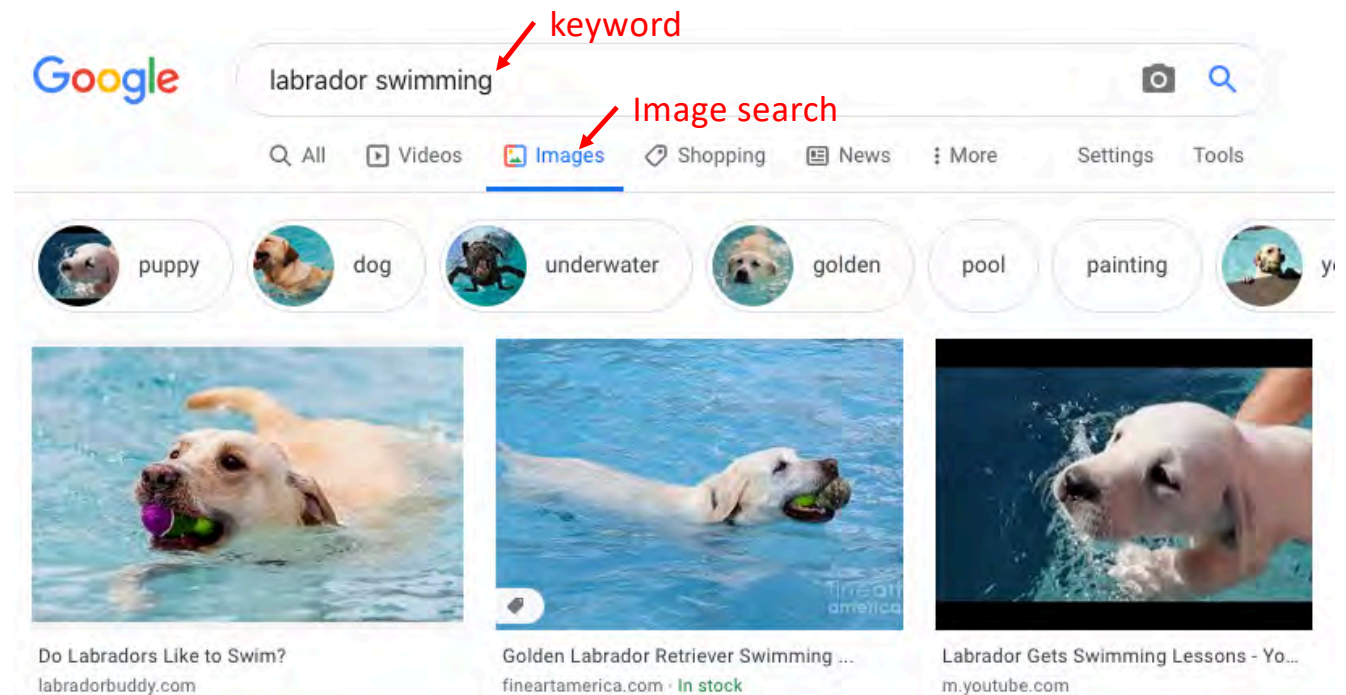 keyword
Google
labrador swimming
Image search
All Videos Images Shopping News More Settings Tools
puppy dog underwater golden pool painting
Do Labradors Like to Swim? Golden Labrador Retriever Swimming ... Labrador Gets Swimming Lessons - Yo...
labradorbuddy.com fineartamerica.com · In stock m.youtube.com